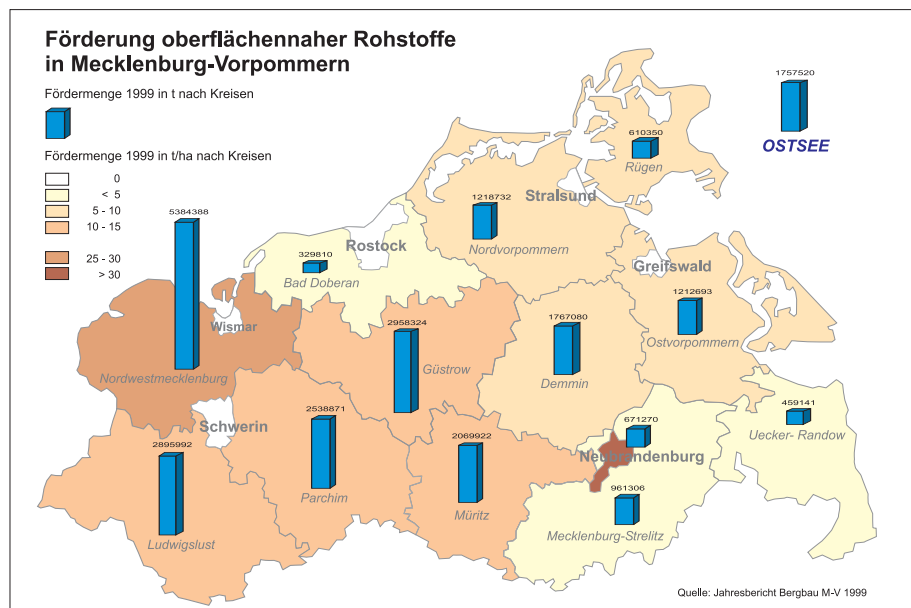 Förderung oberflächennaher Rohstoffe
in Mecklenburg-Vorpommern
Fördermenge 1999 in t nach Kreisen
Fördermenge 1999 in t/ha nach Kreisen
0
< 5
5 - 10
10 - 15
25 - 30
> 30
1757520
OSTSEE
610350
Rügen
Stralsund
1218732
Nordvorpommern
Rostock
329810
Bad Doberan
5384388
Wismar
Nordwestmecklenburg
Greifswald
1212693
Ostvorpommern
2958324
Güstrow
1767080
Demmin
459141
Uecker- Randow
Schwerin
2895992
Ludwigslust
2538871
Parchim
2069922
Müritz
671270
Neubrandenburg
961306
Mecklenburg-Strelitz
Quelle: Jahresbericht Bergbau M-V 1999